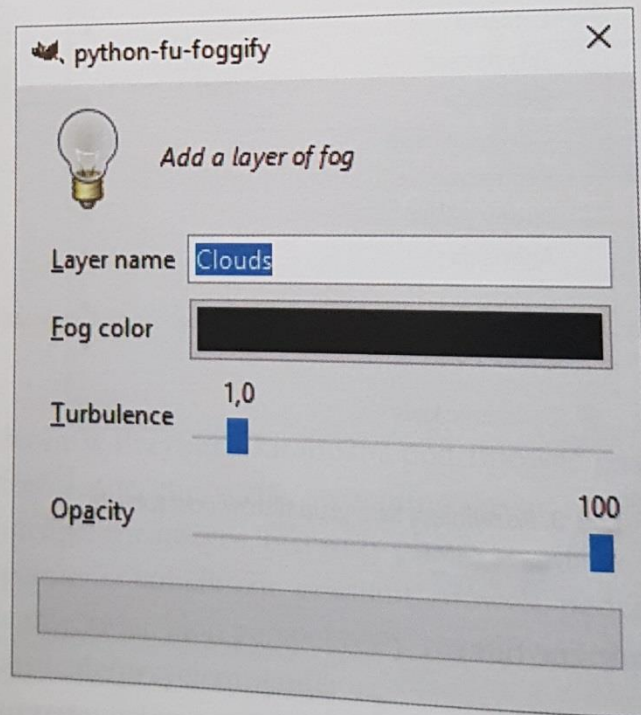 python-fu-foggify
Add a layer of fog
Layer name Clouds
Fog color
1,0
Turbulence
100
Opacity